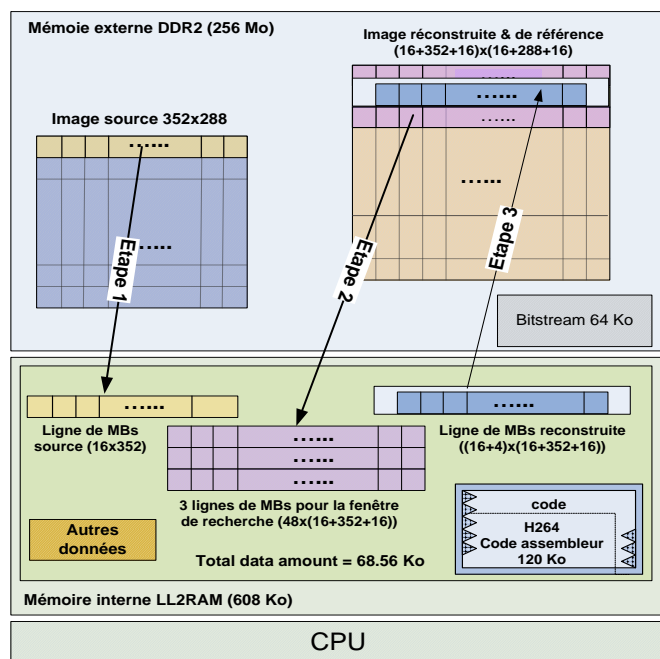 Mémoie externe DDR2 (256 Mo)
Image réconstruite & de référence
(16+352+16)x(16+288+16)
Image source 352x288
Etape 1
Etape 2
Etape 3
Bitstream 64 Ko
Ligne de MBs
source (16x352)
Ligne de MBs reconstruite
((16+4)x(16+352+16))
3 lignes de MBs pour la fenêtre
de recherche (48x(16+352+16))
Autres
données
code
H264
Code assembleur
120 Ko
Total data amount = 68.56 Ko
Mémoire interne LL2RAM (608 Ko)
CPU